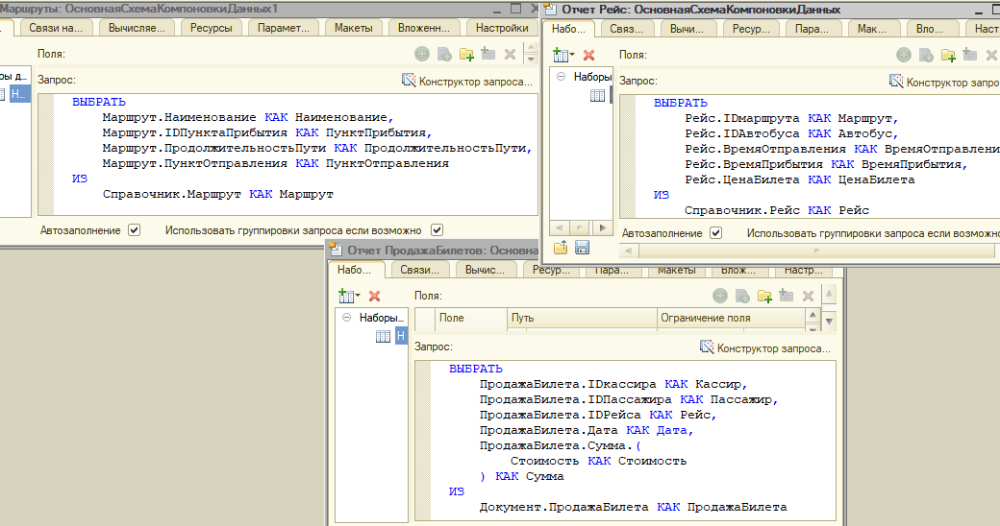 Маршруты: ОсновнаяСхемаКомпоновкиДанных1
Связи на... Вычисляе... Ресурсы Парамет... Макеты Вложенн... Настройки
Поля:
Запрос:
Конструктор запроса...
ВЫБРАТЬ
Маршрут.Наименование КАК Наименование,
Маршрут.IDПунктаПрибытия КАК ПунктПрибытия,
Маршрут.ПродолжительностьПути КАК ПродолжительностьПути,
Маршрут.ПунктОтправления КАК ПунктОтправления
ИЗ
Справочник.Маршрут КАК Маршрут
Автозаполнение Использовать группировки запроса если возможно
Отчет Рейс: ОсновнаяСхемаКомпоновкиДанных
Набо... Связ... Вычи... Ресур... Пара... Мак... Вло... Наст
Наборы
Поля:
Запрос:
Конструктор запро
ВЫБРАТЬ
Рейс.IDмаршрута КАК Маршрут,
Рейс.IDАвтобуса КАК Автобус,
Рейс.ВремяОтправления КАК ВремяОтправления
Рейс.ВремяПрибытия КАК ВремяПрибытия,
Рейс.ЦенаБилета КАК ЦенаБилета
ИЗ
Справочник.Рейс КАК Рейс
Автозаполнение Использовать группировки запроса если возможно
Отчет ПродажаБилетов: Основна
Набо... Связи... Вычис... Ресур... Пара... Макеты Влож... Настр...
Наборы...
Н
Поля:
Поле Путь Ограничение поля
Запрос:
Конструктор запроса...
ВЫБРАТЬ
ПродажаБилета.IDкассира КАК Кассир,
ПродажаБилета.IDПассажира КАК Пассажир,
ПродажаБилета.IDРейса КАК Рейс,
ПродажаБилета.Дата КАК Дата,
ПродажаБилета.Сумма.(
Стоимость КАК Стоимость
) КАК Сумма
ИЗ
Документ.ПродажаБилета КАК ПродажаБилета